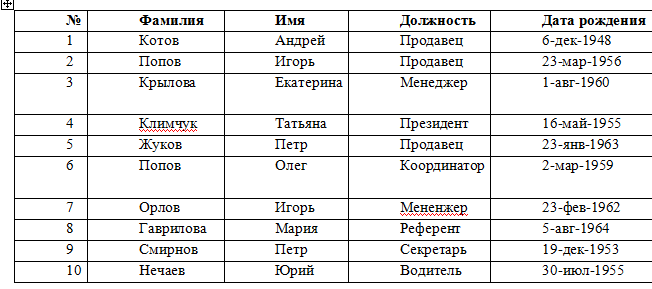 № Фамилия Имя Должность Дата рождения
1 Котов Андрей Продавец 6-дек-1948
2 Попов Игорь Продавец 23-мар-1956
3 Крылова Екатерина Менеджер 1-авг-1960
4 Климчук Татьяна Президент 16-май-1955
5 Жуков Петр Продавец 23-янв-1963
6 Попов Олег Координатор 2-мар-1959
7 Орлов Игорь Мененжер 23-фев-1962
8 Гаврилова Мария Референт 5-авг-1964
9 Смирнов Петр Секретарь 19-дек-1953
10 Нечаев Юрий Водитель 30-июл-1955